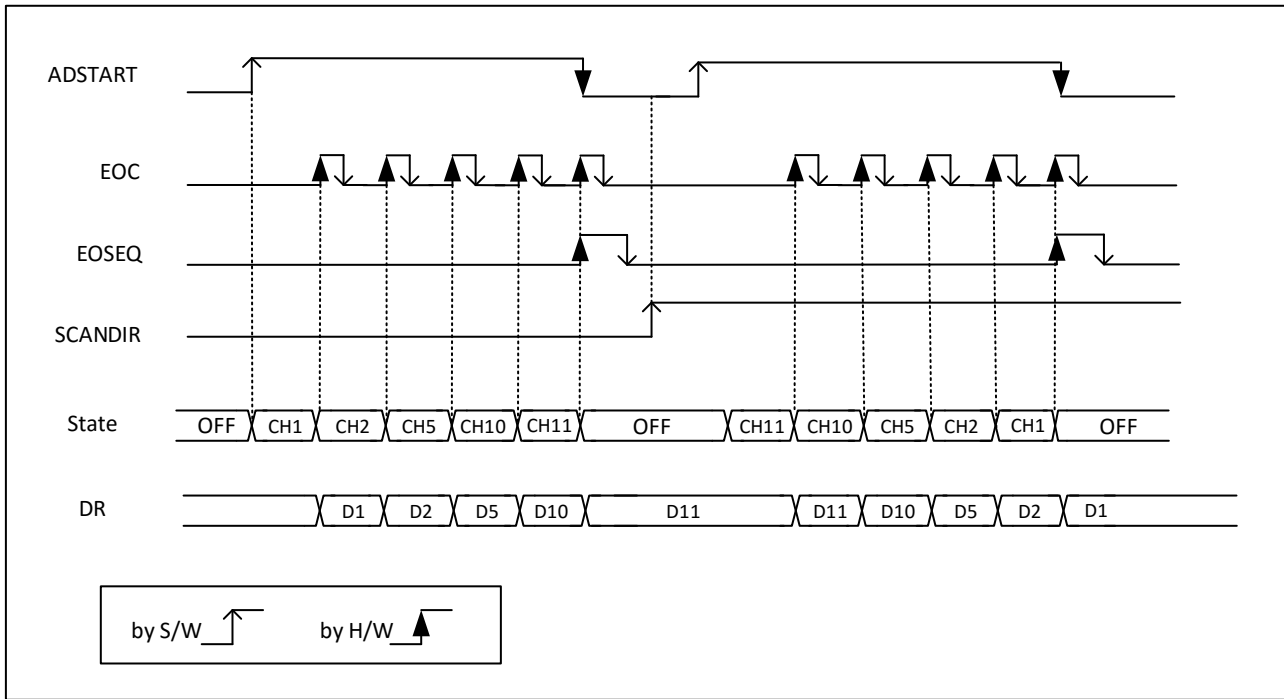 ADSTART
EOC
EOSEQ
SCANDIR
State OFF CH1 CH2 CH5 CH10 CH11 OFF CH11 CH10 CH5 CH2 CH1 OFF
DR D1 D2 D5 D10 D11 D11 D10 D5 D2 D1
by S/W by H/W